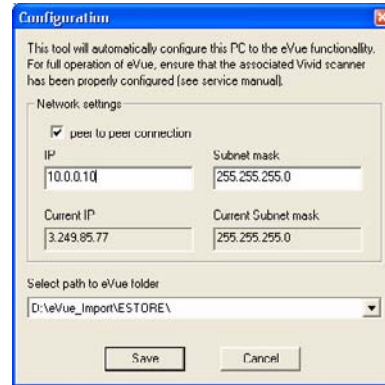 Configuration
This tool will automatically configure this PC to the eVue functionallity.
For full operation of eVue, ensure that the associated Vivid scanner
has been properly configured (see service manual).
Network settings
peer to peer connection
IP Subnet mask
10.0.0.10 255.255.255.0
Current IP Current Subnet mask
3.249.85.77 255.255.255.0
Select path to eVue folder
D:\eVue_Import\ESTORE\
Save Cancel